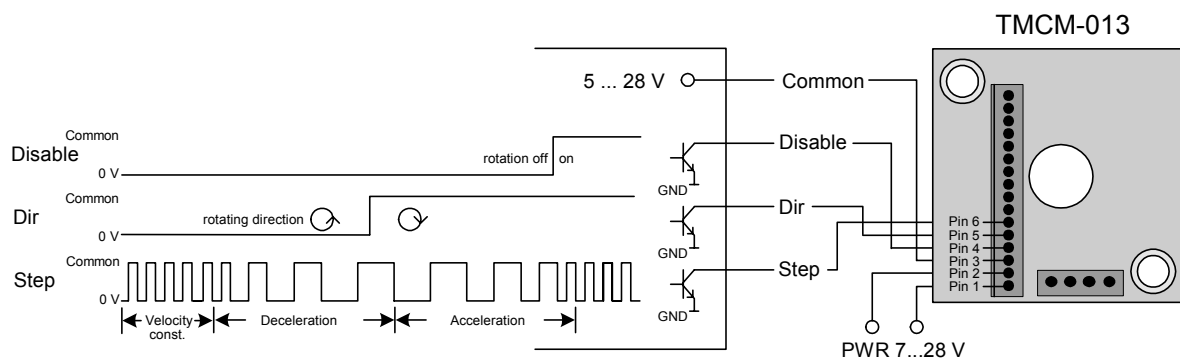 TMCM-013
5 ... 28 V
Common
Common
Disable
0 V
rotation off on
Disable
GND
Common
Dir
0 V
rotating direction
Dir
GND
Common
Step
0 V
Step
GND
Velocity
const.
Deceleration
Acceleration
Pin 6
Pin 5
Pin 4
Pin 3
Pin 2
Pin 1
PWR 7...28 V